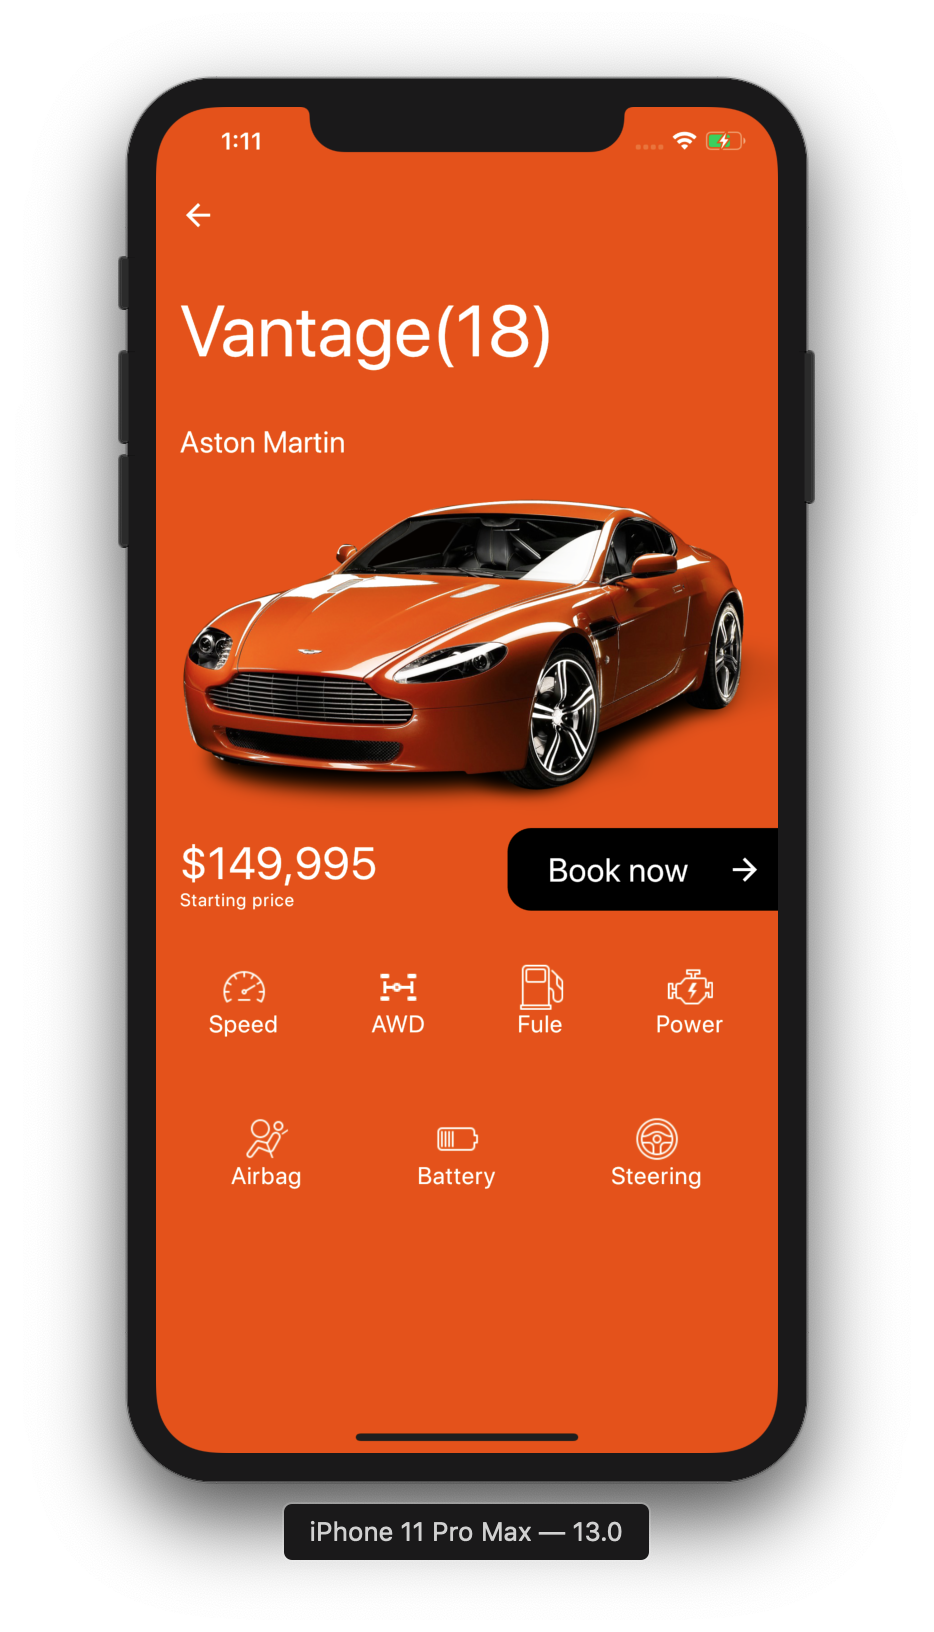 1:11
Vantage(18)
Aston Martin
$149,995
Starting price
Book now
Speed AWD Fule Power
Airbag Battery Steering
iPhone 11 Pro Max — 13.0